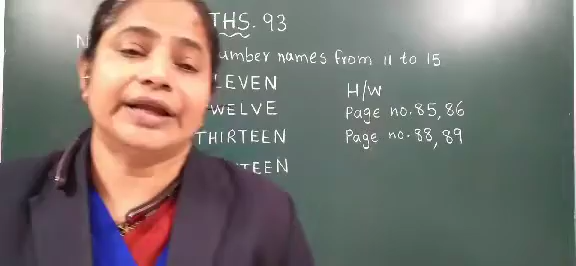 THS. 93
umber names from 11 to 15
LEVEN
WELVE
THIRTEEN
TEEN
H/W
Page no. 85, 86
Page no. 88, 89